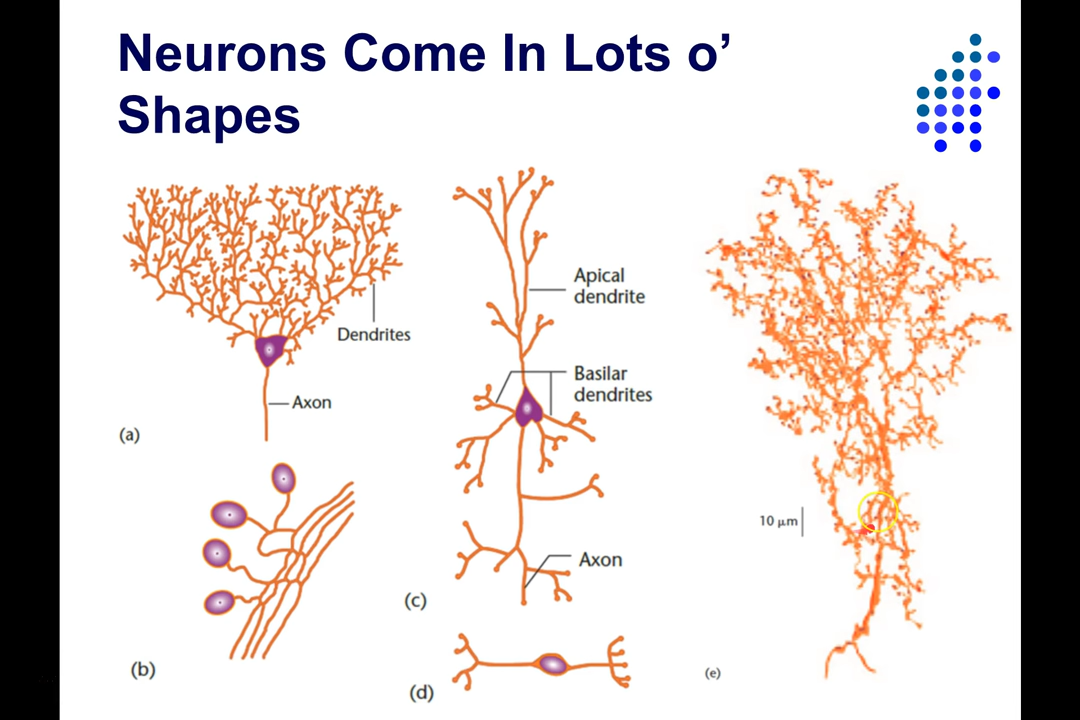 Neurons Come In Lots o’
Shapes
Dendrites
Axon
(a)
(b)
Apical
dendrite
Basilar
dendrites
Axon
(c)
(d)
10 μm
(e)